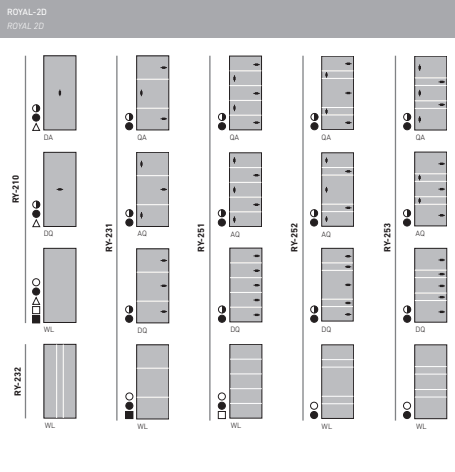 ROYAL-2D
ROYAL 2D
RY-210
DA
DQ
WL
RY-232
WL
RY-231
QA
AQ
DQ
WL
RY-251
QA
AQ
DQ
WL
RY-252
QA
AQ
DQ
WL
RY-253
QA
AQ
DQ
WL